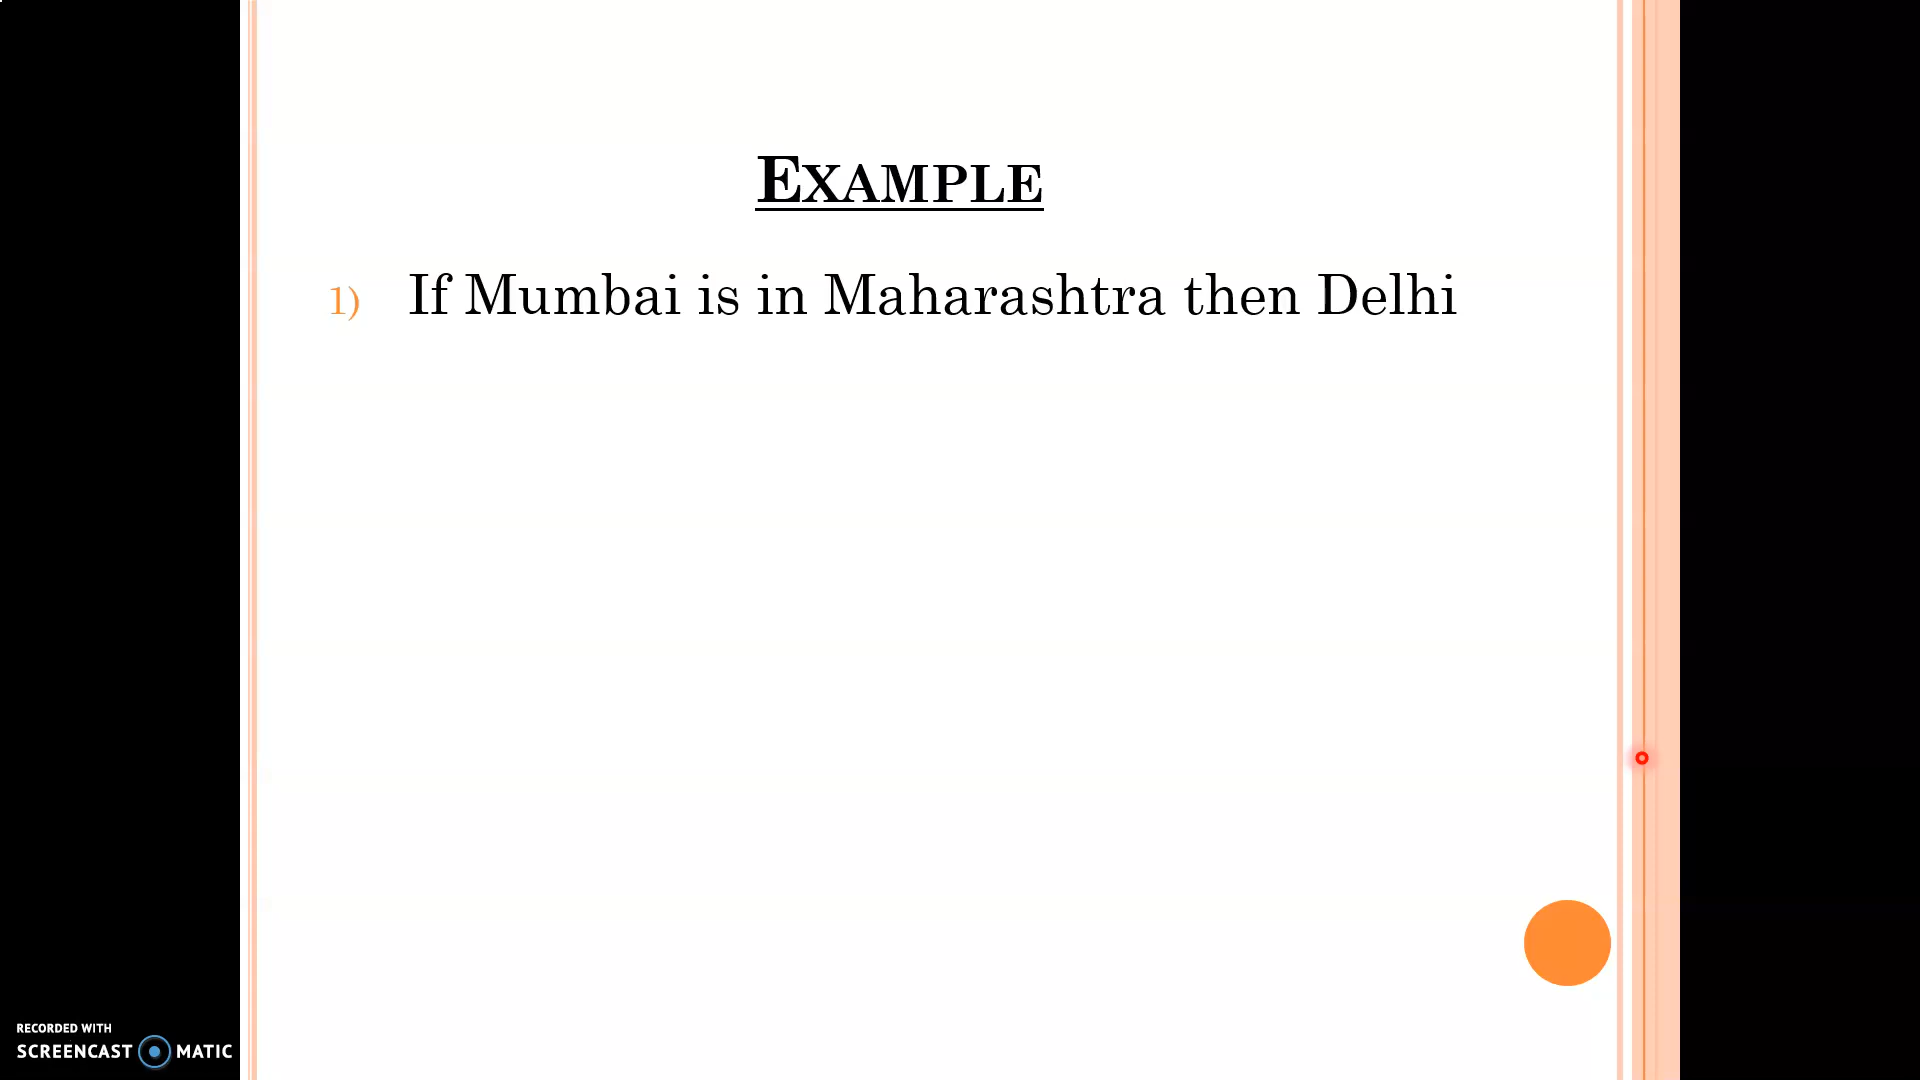 EXAMPLE
1) If Mumbai is in Maharashtra then Delhi
RECORDED WITH
SCREENCAST MATIC